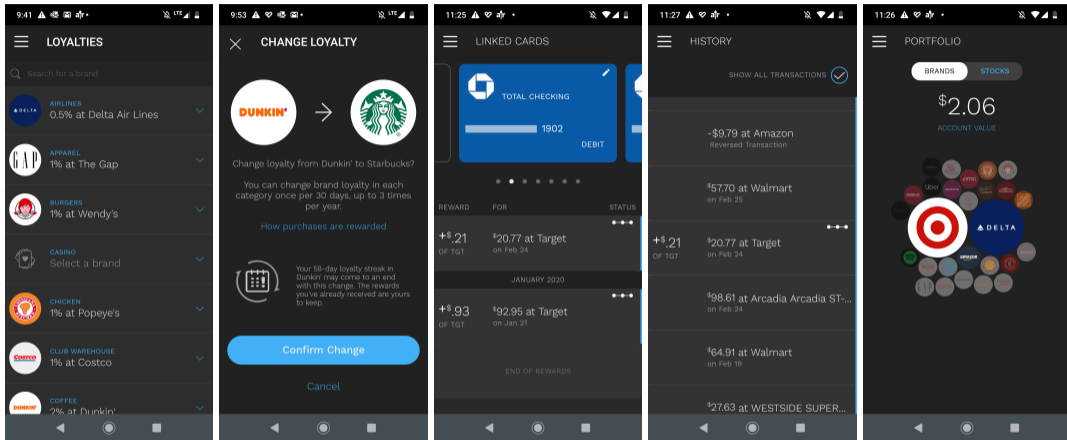 9:41
LTE
LOYALTIES
Search for a brand
DELTA
AIRLINES
0.5% at Delta Air Lines
GAP
APPAREL
1% at The Gap
BURGERS
1% at Wendy's
CASINO
Select a brand
CHICKEN
1% at Popeye's
COSTCO
CLUB WAREHOUSE
1% at Costco
DUNKIN'
COFFEE
2% at Dunkin'
9:53
LTE
CHANGE LOYALTY
DUNKIN'
Change loyalty from Dunkin' to Starbucks?
You can change brand loyalty in each
category once per 30 days, up to 3 times
per year.
How purchases are rewarded
Your 58-day loyalty streak in
Dunkin' may come to an end
with this change. The rewards
you've already received are yours
to keep.
Confirm Change
Cancel
11:25
LINKED CARDS
TOTAL CHECKING
1902
DEBIT
REWARD FOR STATUS
+$.21 $20.77 at Target
OF TGT on Feb 24
JANUARY 2020
+$.93 $92.95 at Target
OF TGT on Jan 21
END OF REWARDS
11:27
HISTORY
SHOW ALL TRANSACTIONS
-$9.79 at Amazon
Reversed Transaction
$57.70 at Walmart
on Feb 25
+$.21 $20.77 at Target
OF TGT on Feb 24
$98.61 at Arcadia Arcadia ST-...
on Feb 24
$64.91 at Walmart
on Feb 19
$27.63 at WESTSIDE SUPER...
11:26
PORTFOLIO
BRANDS STOCKS
$2.06
ACCOUNT VALUE
Uber
DELTA
amazon
GAP